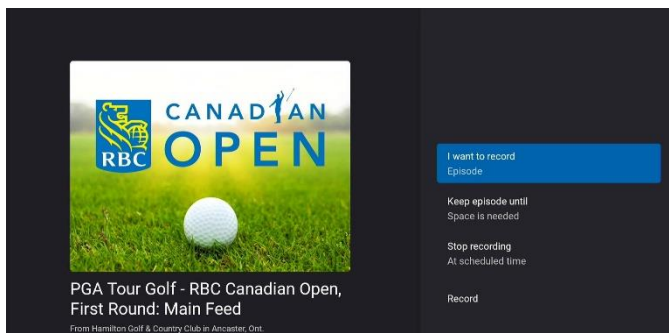 CANADIAN
OPEN
RBC
PGA Tour Golf - RBC Canadian Open,
First Round: Main Feed
From Hamilton Golf & Country Club in Ancaster, Ont.
I want to record
Episode
Keep episode until
Space is needed
Stop recording
At scheduled time
Record